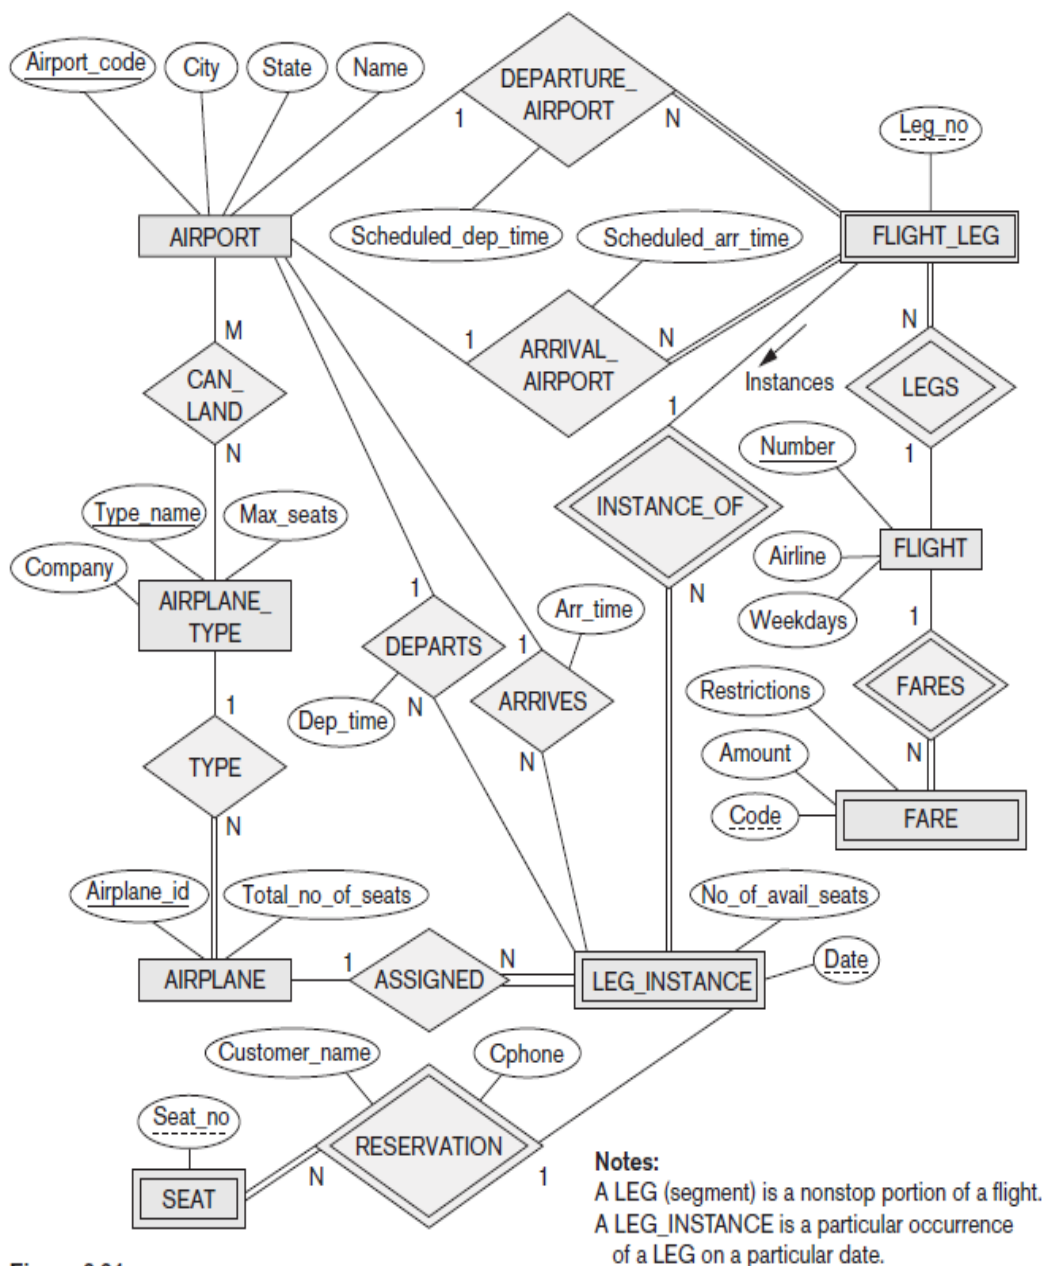 Airport_code
City
State
Name
DEPARTURE_
AIRPORT
1
N
Leg_no
Scheduled_dep_time
Scheduled_arr_time
AIRPORT
FLIGHT_LEG
M
CAN_
LAND
N
1
ARRIVAL_
AIRPORT
N
Instances
N
LEGS
1
1
INSTANCE_OF
N
Number
FLIGHT
Airline
Weekdays
Type_name
Max_seats
Company
AIRPLANE_
TYPE
1
DEPARTS
N
Dep_time
Arr_time
1
ARRIVES
N
1
FARES
N
Restrictions
Amount
Code
FARE
1
TYPE
N
Airplane_id
Total_no_of_seats
No_of_avail_seats
Date
AIRPLANE
1
ASSIGNED
N
LEG_INSTANCE
Customer_name
Cphone
Seat_no
RESERVATION
SEAT
N
1
Notes:
A LEG (segment) is a nonstop portion of a flight.
A LEG_INSTANCE is a particular occurrence
of a LEG on a particular date.